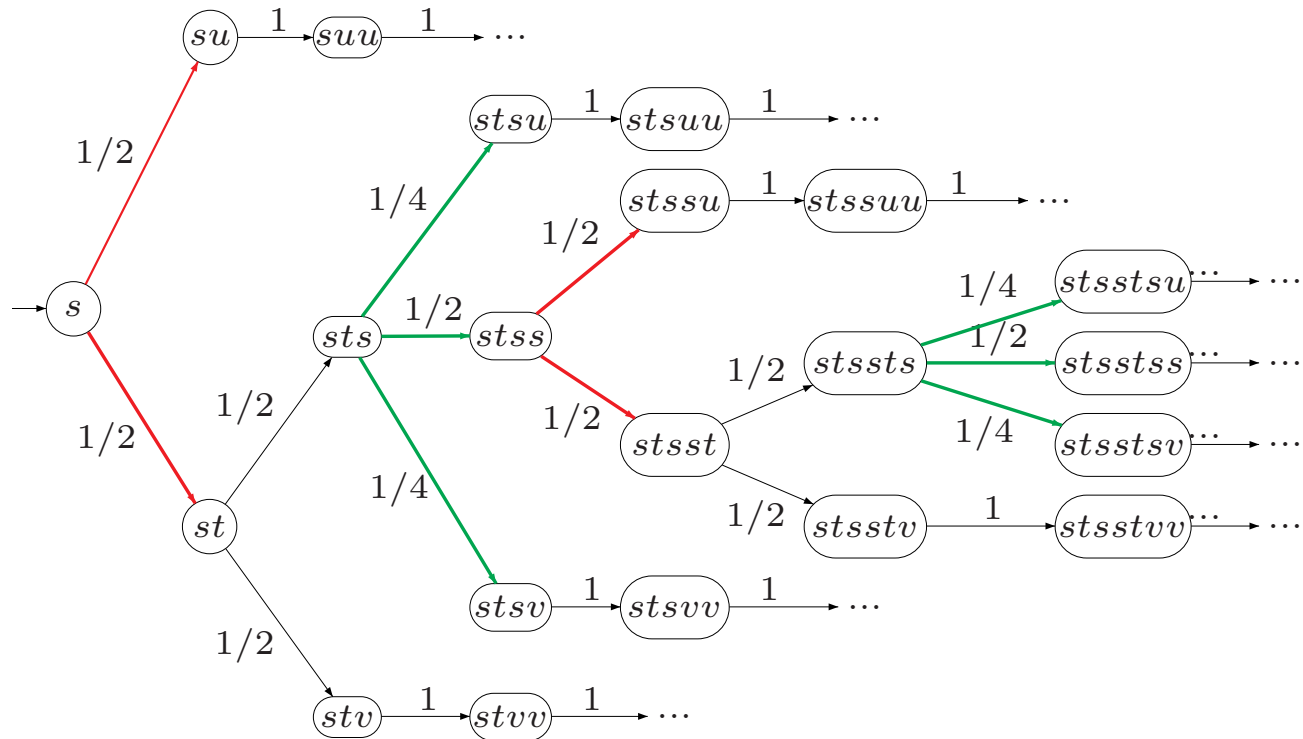 su 1 suu 1 ...
stsu 1 stsuu 1 ...
1/2
1/4
stssu 1 stssuu 1 ...
1/2
s
1/4 stsstsu ... ...
1/2
sts stss
1/2
stssts stsstss ... ...
1/2
1/2
1/2
1/2
stsst
1/4 stsstsv ... ...
1/4
st
1/2 stsstv 1 stsstvv ... ...
stsv 1 stsvv 1 ...
1/2
stv 1 stvv 1 ...